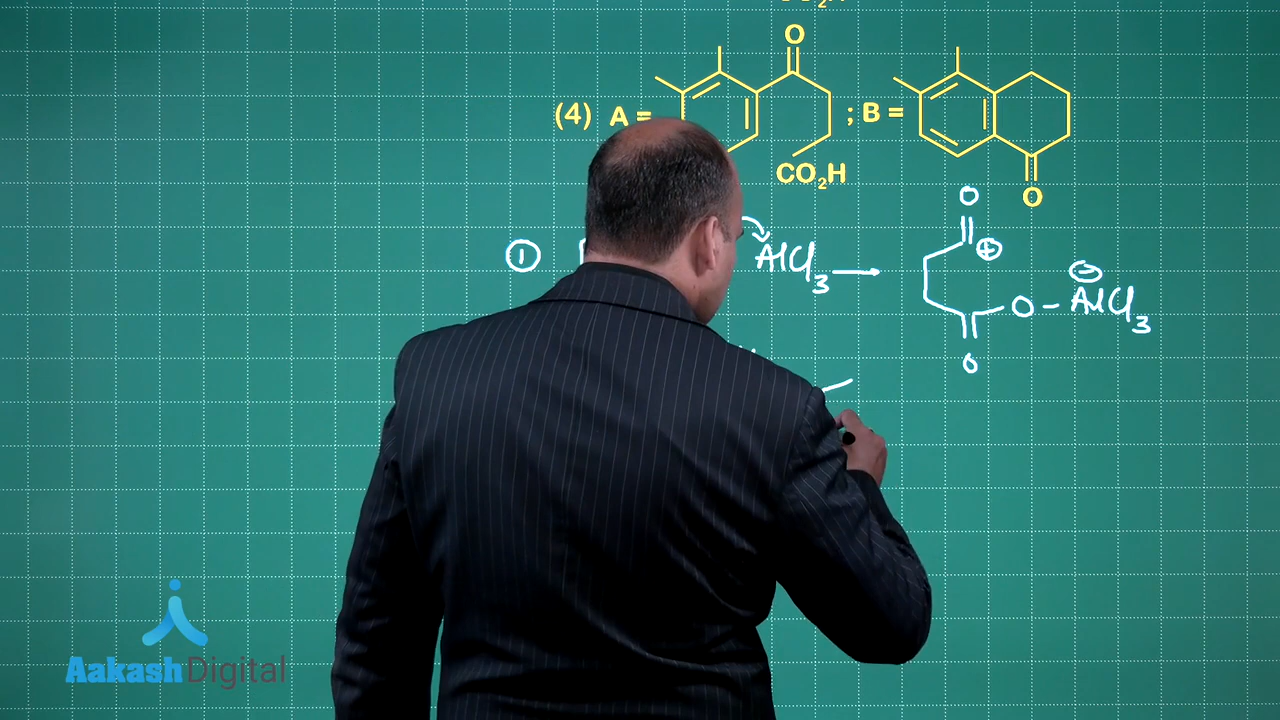 O
(4) A = CO₂H ; B = O
① AlCl₃ → O ⊕
O – AlCl₃ ⊖
O
Aakash Digital